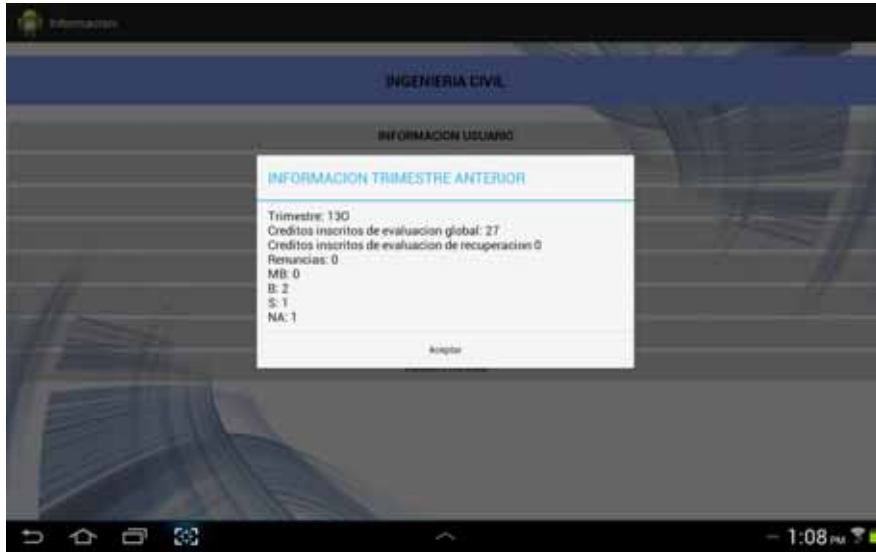 Informacion
INGENIERIA CIVIL
INFORMACION USUARIO
INFORMACION TRIMESTRE ANTERIOR
Trimestre: 13O
Creditos inscritos de evaluacion global: 27
Creditos inscritos de evaluacion de recuperacion:0
Renuncias: 0
MB: 0
B: 2
S: 1
NA: 1
Aceptar
1:08 PM